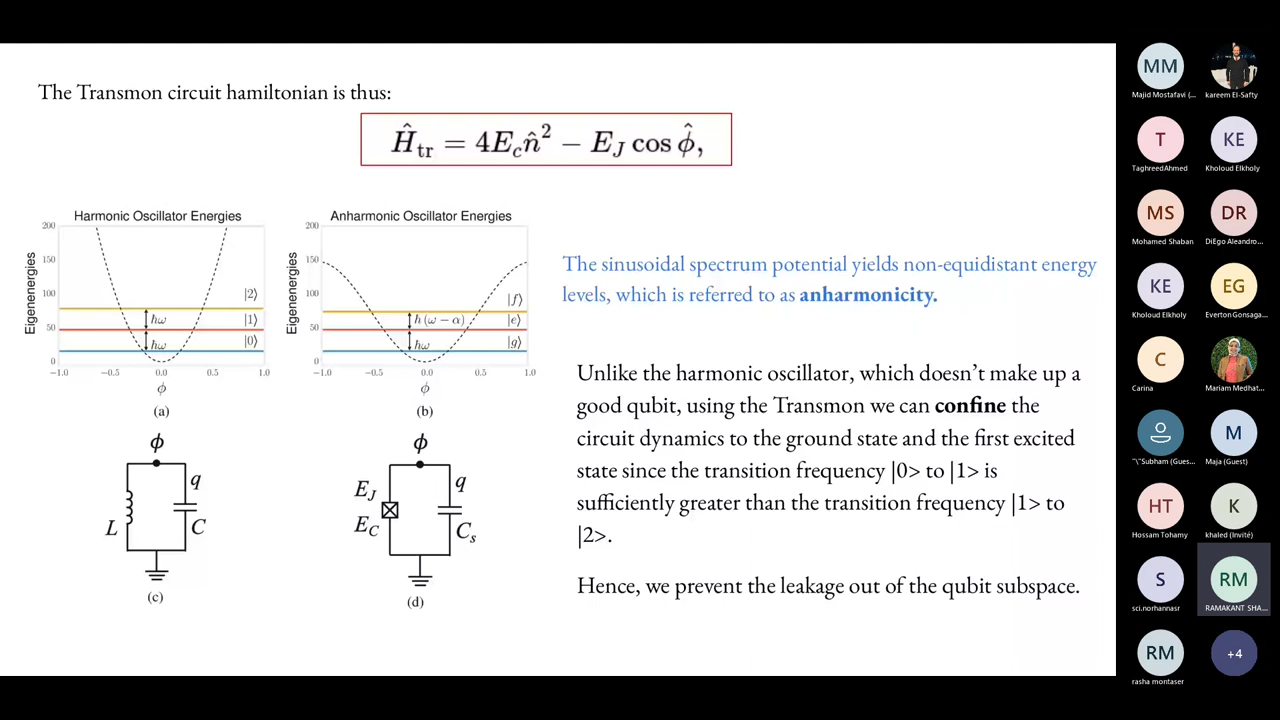 The Transmon circuit hamiltonian is thus:
Ĥ_tr = 4E_c n̂² − E_J cos ϕ̂,
Harmonic Oscillator Energies
Anharmonic Oscillator Energies
200
150
100
50
0
Eigenenergies
|2⟩
|1⟩
|0⟩
ħω
ħω
−1.0
−0.5
0.0
0.5
1.0
ϕ
(a)
200
150
100
50
0
Eigenenergies
|f⟩
|e⟩
|g⟩
ħ(ω − α)
ħω
−1.0
−0.5
0.0
0.5
1.0
ϕ
(b)
ϕ
q
L
C
(c)
ϕ
E_J
E_C
q
C_s
(d)
The sinusoidal spectrum potential yields non-equidistant energy
levels, which is referred to as anharmonicity.
Unlike the harmonic oscillator, which doesn't make up a
good qubit, using the Transmon we can confine the
circuit dynamics to the ground state and the first excited
state since the transition frequency |0> to |1> is
sufficiently greater than the transition frequency |1> to
|2>.
Hence, we prevent the leakage out of the qubit subspace.
MM
Majid Mostafavi (...
kareem El-Safty
T
TaghreedAhmed
KE
Kholoud Elkholy
MS
Mohamed Shaban
DR
DiEgo Aleandro...
KE
Kholoud Elkholy
EG
Everton Gonsaga...
C
Carina
Mariam Medhat...
"\"Subham (Gues...
M
Maja (Guest)
HT
Hossam Tohamy
K
khaled (Invité)
S
sci.norhannasr
RM
RAMAKANT SHA...
RM
rasha montaser
+4